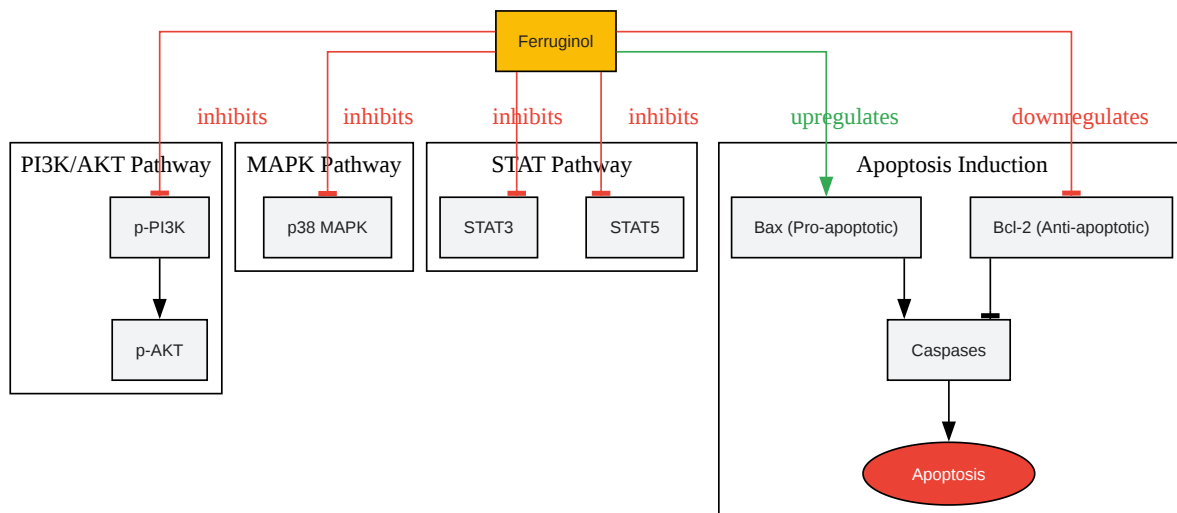 Ferruginol
inhibits
inhibits
inhibits
inhibits
upregulates
downregulates
PI3K/AKT Pathway
MAPK Pathway
STAT Pathway
Apoptosis Induction
p-PI3K
p38 MAPK
STAT3
STAT5
Bax (Pro-apoptotic)
Bcl-2 (Anti-apoptotic)
p-AKT
Caspases
Apoptosis